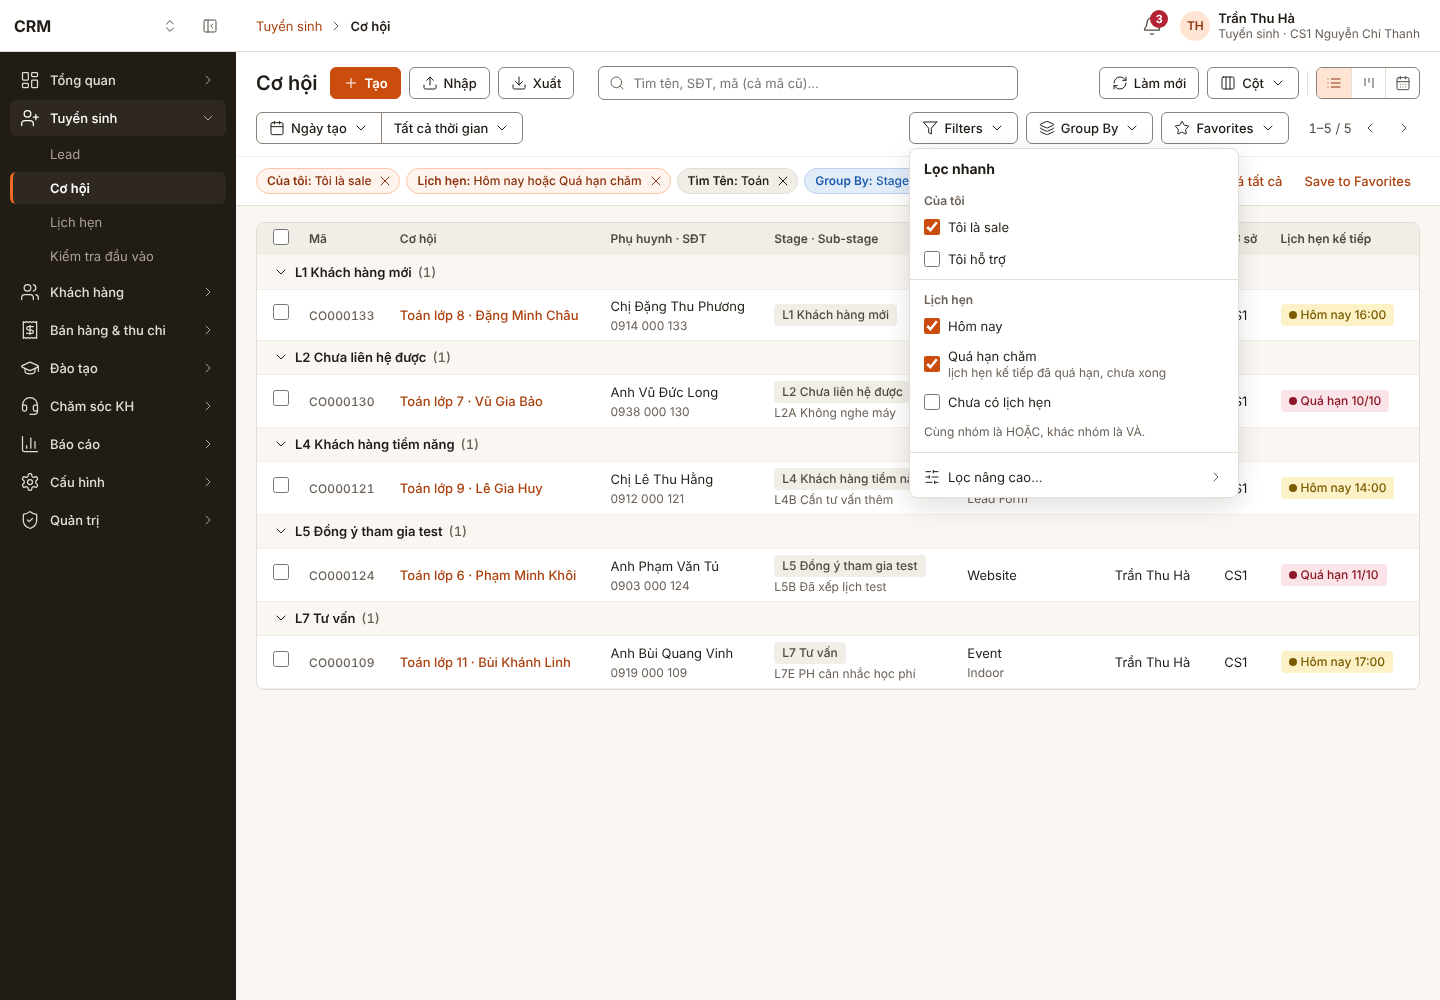 CRM
Tuyển sinh
Cơ hội
3
TH
Trần Thu Hà
Tuyển sinh · CS1 Nguyễn Chí Thanh
Tổng quan
Tuyển sinh
Lead
Cơ hội
Lịch hẹn
Kiểm tra đầu vào
Khách hàng
Bán hàng & thu chi
Đào tạo
Chăm sóc KH
Báo cáo
Cấu hình
Quản trị
Cơ hội
Tạo
Nhập
Xuất
Tìm tên, SĐT, mã (cả mã cũ)...
Làm mới
Cột
Ngày tạo
Tất cả thời gian
Filters
Group By
Favorites
1–5 / 5
Của tôi: Tôi là sale
Lịch hẹn: Hôm nay hoặc Quá hạn chăm
Tìm Tên: Toán
Group By: Stage
tất cả
Save to Favorites
Lọc nhanh
Của tôi
Tôi là sale
Tôi hỗ trợ
Lịch hẹn
Hôm nay
Quá hạn chăm
lịch hẹn kế tiếp đã quá hạn, chưa xong
Chưa có lịch hẹn
Cùng nhóm là HOẶC, khác nhóm là VÀ.
Lọc nâng cao...
Mã
Cơ hội
Phụ huynh · SĐT
Stage · Sub-stage
sở
Lịch hẹn kế tiếp
L1 Khách hàng mới (1)
CO000133
Toán lớp 8 · Đặng Minh Châu
Chị Đặng Thu Phương
0914 000 133
L1 Khách hàng mới
Hôm nay 16:00
L2 Chưa liên hệ được (1)
CO000130
Toán lớp 7 · Vũ Gia Bảo
Anh Vũ Đức Long
0938 000 130
L2 Chưa liên hệ được
L2A Không nghe máy
Quá hạn 10/10
L4 Khách hàng tiềm năng (1)
CO000121
Toán lớp 9 · Lê Gia Huy
Chị Lê Thu Hằng
0912 000 121
L4 Khách hàng tiềm
L4B Cần tư vấn thêm
Lead Form
Hôm nay 14:00
L5 Đồng ý tham gia test (1)
CO000124
Toán lớp 6 · Phạm Minh Khôi
Anh Phạm Văn Tú
0903 000 124
L5 Đồng ý tham gia test
L5B Đã xếp lịch test
Website
Trần Thu Hà
CS1
Quá hạn 11/10
L7 Tư vấn (1)
CO000109
Toán lớp 11 · Bùi Khánh Linh
Anh Bùi Quang Vinh
0919 000 109
L7 Tư vấn
L7E PH cân nhắc học phí
Event
Indoor
Trần Thu Hà
CS1
Hôm nay 17:00